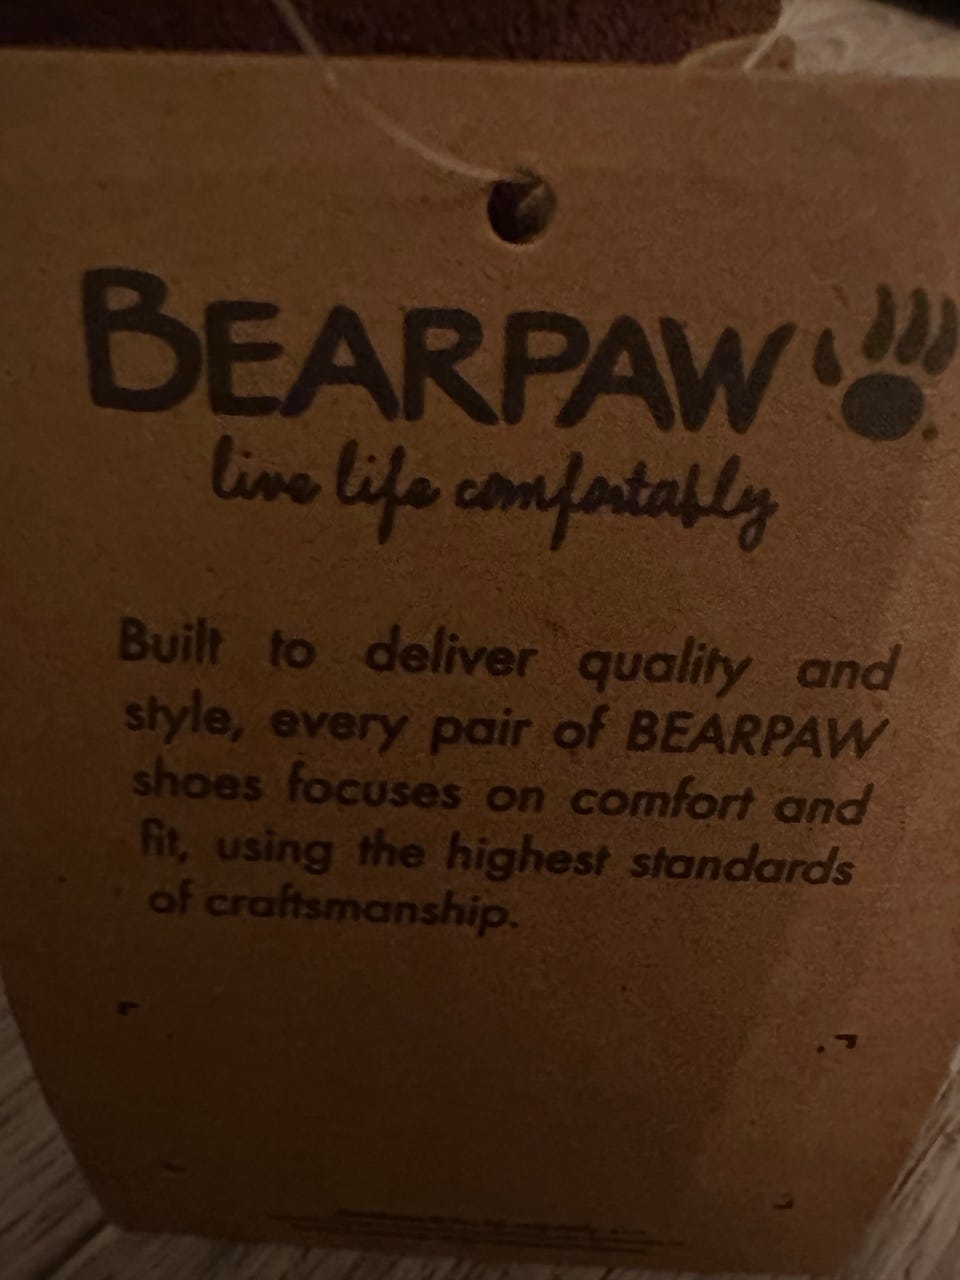 BEARPAW
live life comfortably
Built to deliver quality and
style, every pair of BEARPAW
shoes focuses on comfort and
fit, using the highest standards
of craftsmanship.